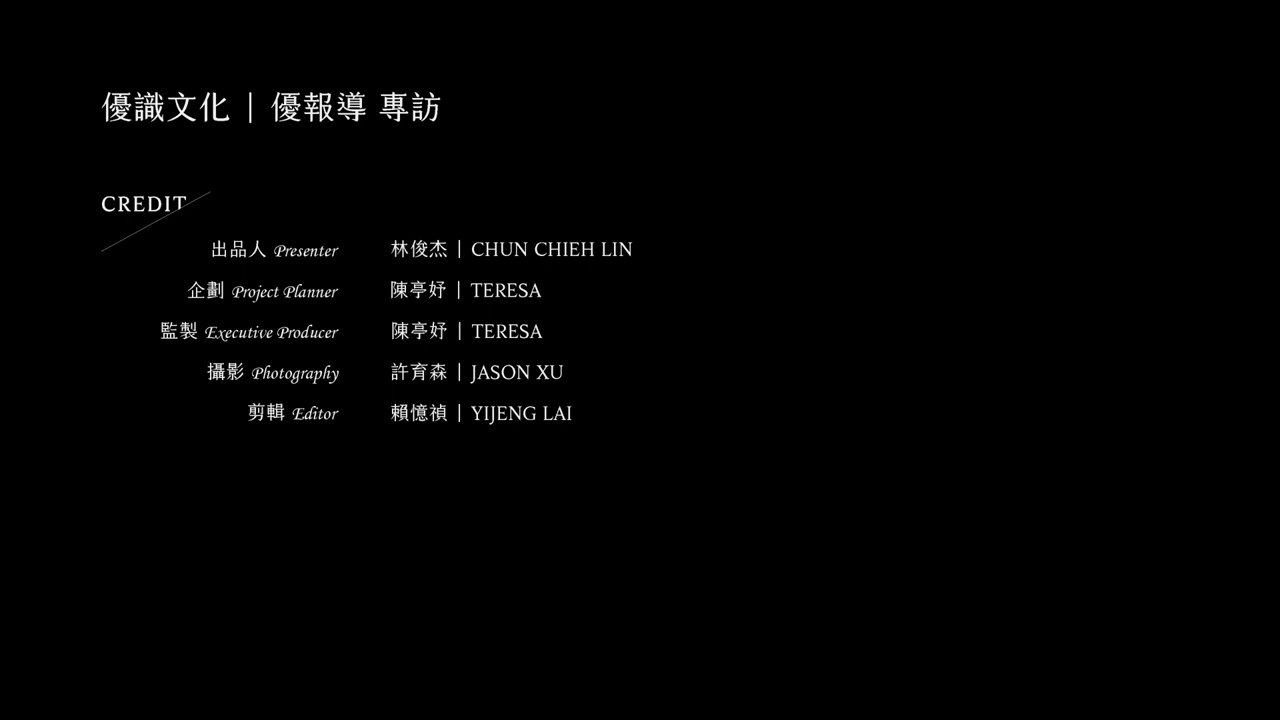 優識文化｜優報導 專訪
CREDIT
出品人 Presenter 林俊杰｜CHUN CHIEH LIN
企劃 Project Planner 陳亭妤｜TERESA
監製 Executive Producer 陳亭妤｜TERESA
攝影 Photography 許育森｜JASON XU
剪輯 Editor 賴憶禎｜YIJENG LAI